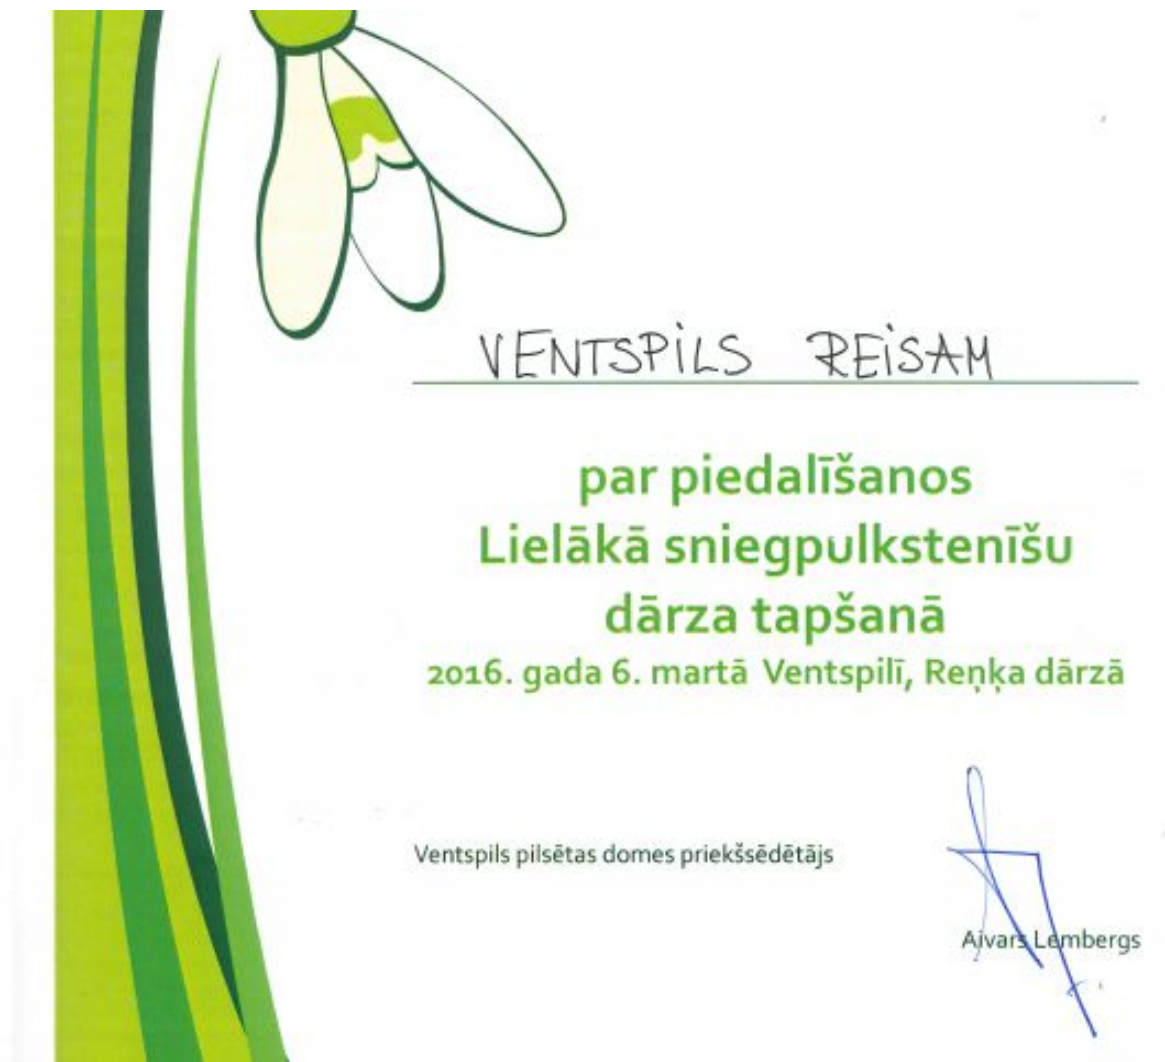 VENTSPiLS REiSAM
par piedalīšanos
Lielākā sniegpulkstenīšu
dārza tapšanā
2016. gada 6. martā Ventspilī, Reņķa dārzā
Ventspils pilsētas domes priekšsēdētājs
Aivars Lembergs